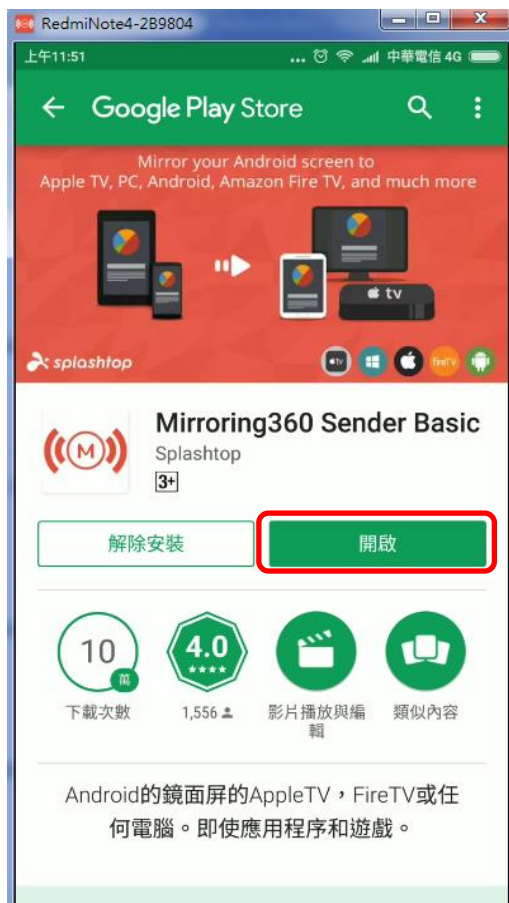 RedmiNote4-2B9804
上午11:51
... 中華電信 4G
Google Play Store
Mirror your Android screen to
Apple TV, PC, Android, Amazon Fire TV, and much more
tv
splashtop
tv
fireTV
Mirroring360 Sender Basic
Splashtop
3+
解除安裝
開啟
10
萬
4.0
下載次數
1,556
影片播放與編
輯
類似內容
Android的鏡面屏的AppleTV，FireTV或任
何電腦。即使應用程序和遊戲。